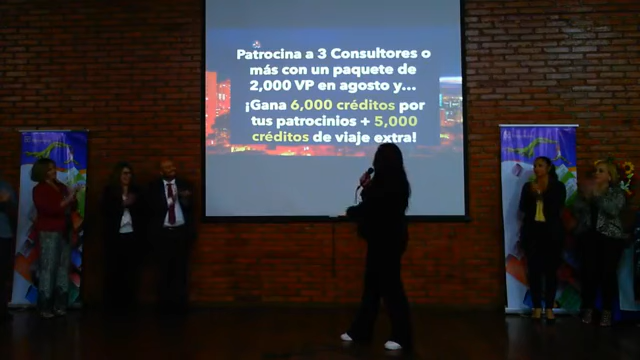 Patrocina a 3 Consultores o
más con un paquete de
2,000 VP en agosto y...
¡Gana 6,000 créditos por
tus patrocinios + 5,000
créditos de viaje extra!